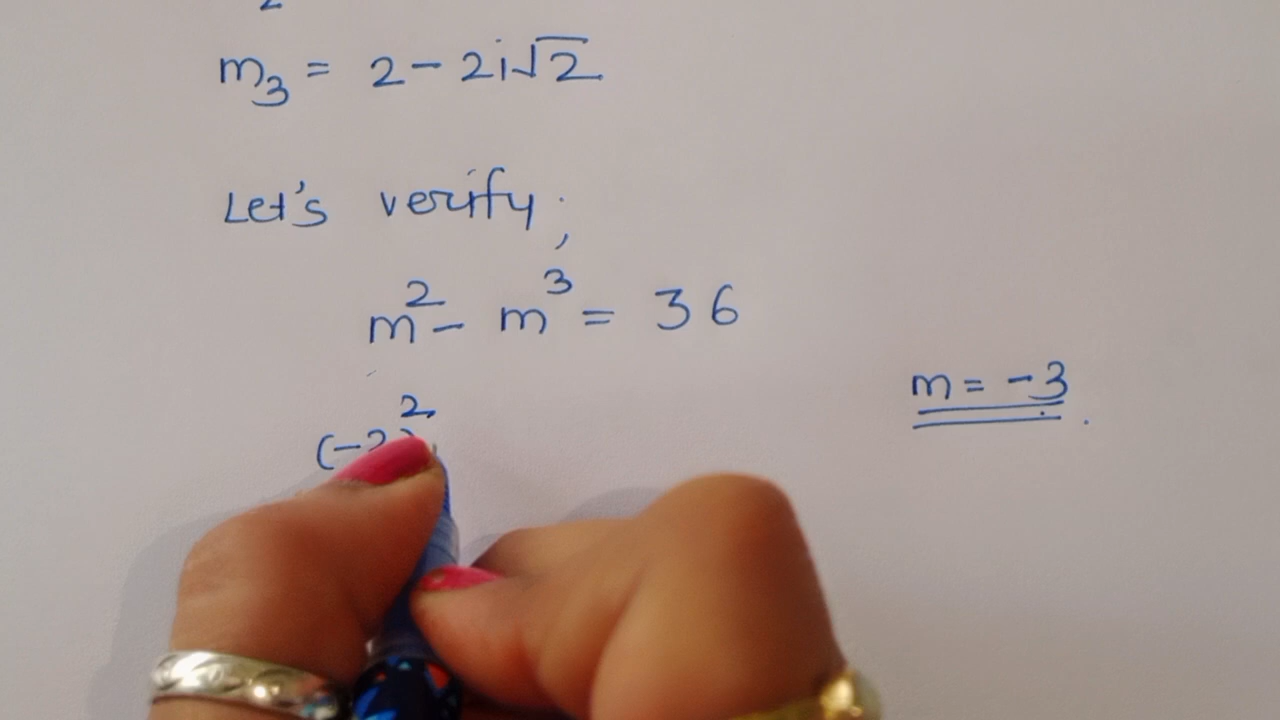 m₃ = 2 - 2i√2
Let's verify;
m² - m³ = 36
m = -3